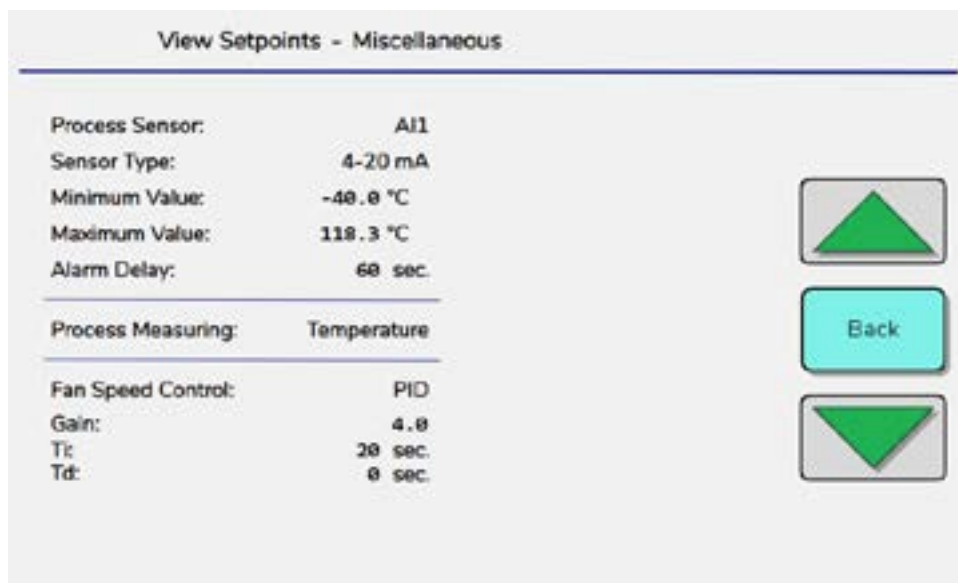 View Setpoints - Miscellaneous
Process Sensor: AI1
Sensor Type: 4-20 mA
Minimum Value: -40.0 °C
Maximum Value: 118.3 °C
Alarm Delay: 60 sec.
Process Measuring: Temperature
Fan Speed Control: PID
Gain: 4.0
Ti: 20 sec.
Td: 0 sec.
Back